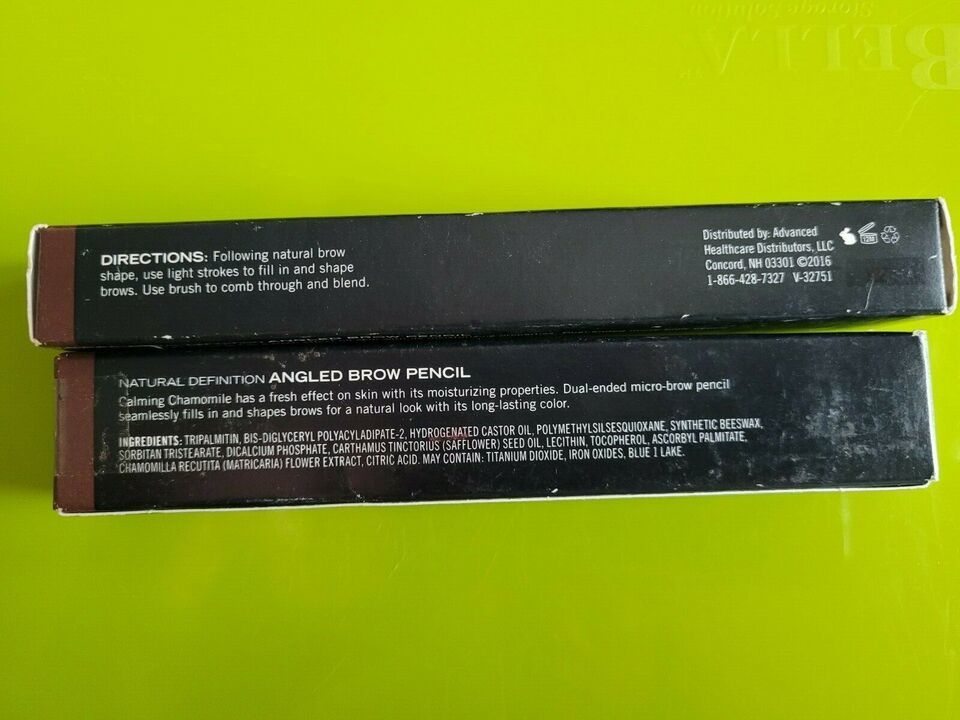 BELLA™
Storage Solution
DIRECTIONS: Following natural brow
shape, use light strokes to fill in and shape
brows. Use brush to comb through and blend.
Distributed by: Advanced
Healthcare Distributors, LLC
Concord, NH 03301 ©2016
1-866-428-7327 V-32751
12M
NATURAL DEFINITION ANGLED BROW PENCIL
Calming Chamomile has a fresh effect on skin with its moisturizing properties. Dual-ended micro-brow pencil
seamlessly fills in and shapes brows for a natural look with its long-lasting color.
INGREDIENTS: TRIPALMITIN, BIS-DIGLYCERYL POLYACYLADIPATE-2, HYDROGENATED CASTOR OIL, POLYMETHYLSILSESQUIOXANE, SYNTHETIC BEESWAX,
SORBITAN TRISTEARATE, DICALCIUM PHOSPHATE, CARTHAMUS TINCTORIUS (SAFFLOWER) SEED OIL, LECITHIN, TOCOPHEROL, ASCORBYL PALMITATE,
CHAMOMILLA RECUTITA (MATRICARIA) FLOWER EXTRACT, CITRIC ACID. MAY CONTAIN: TITANIUM DIOXIDE, IRON OXIDES, BLUE 1 LAKE.